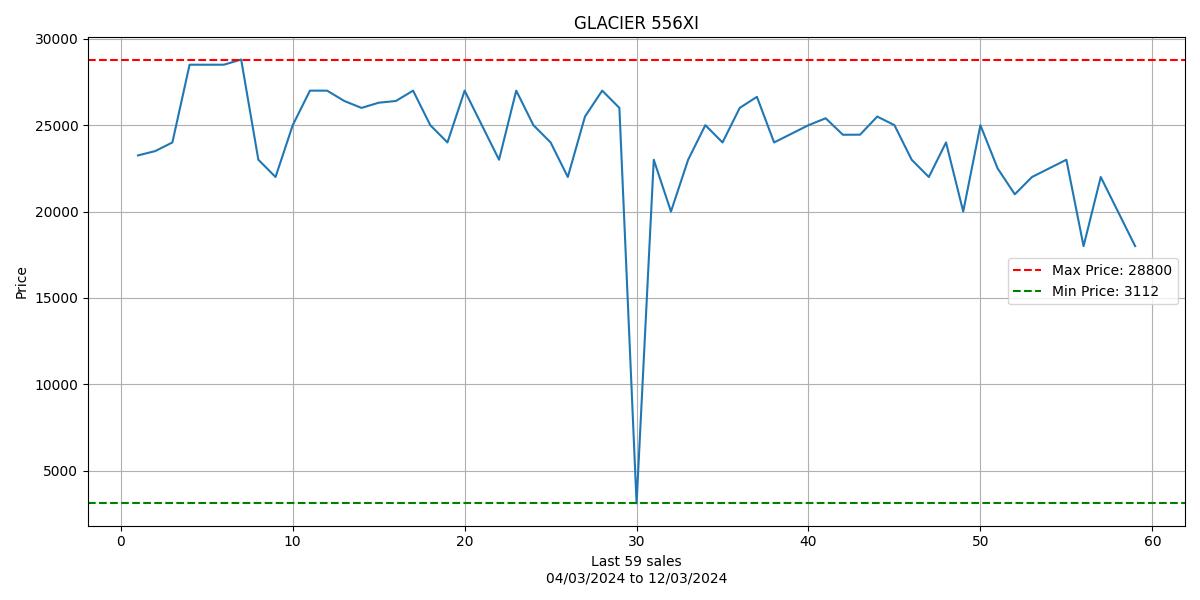 GLACIER 556XI
30000
25000
20000
15000
10000
5000
Price
Max Price: 28800
Min Price: 3112
0 10 20 30 40 50 60
Last 59 sales
04/03/2024 to 12/03/2024